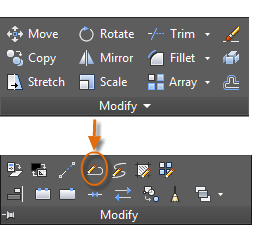 Move Rotate Trim
Copy Mirror Fillet
Stretch Scale Array
Modify
Modify